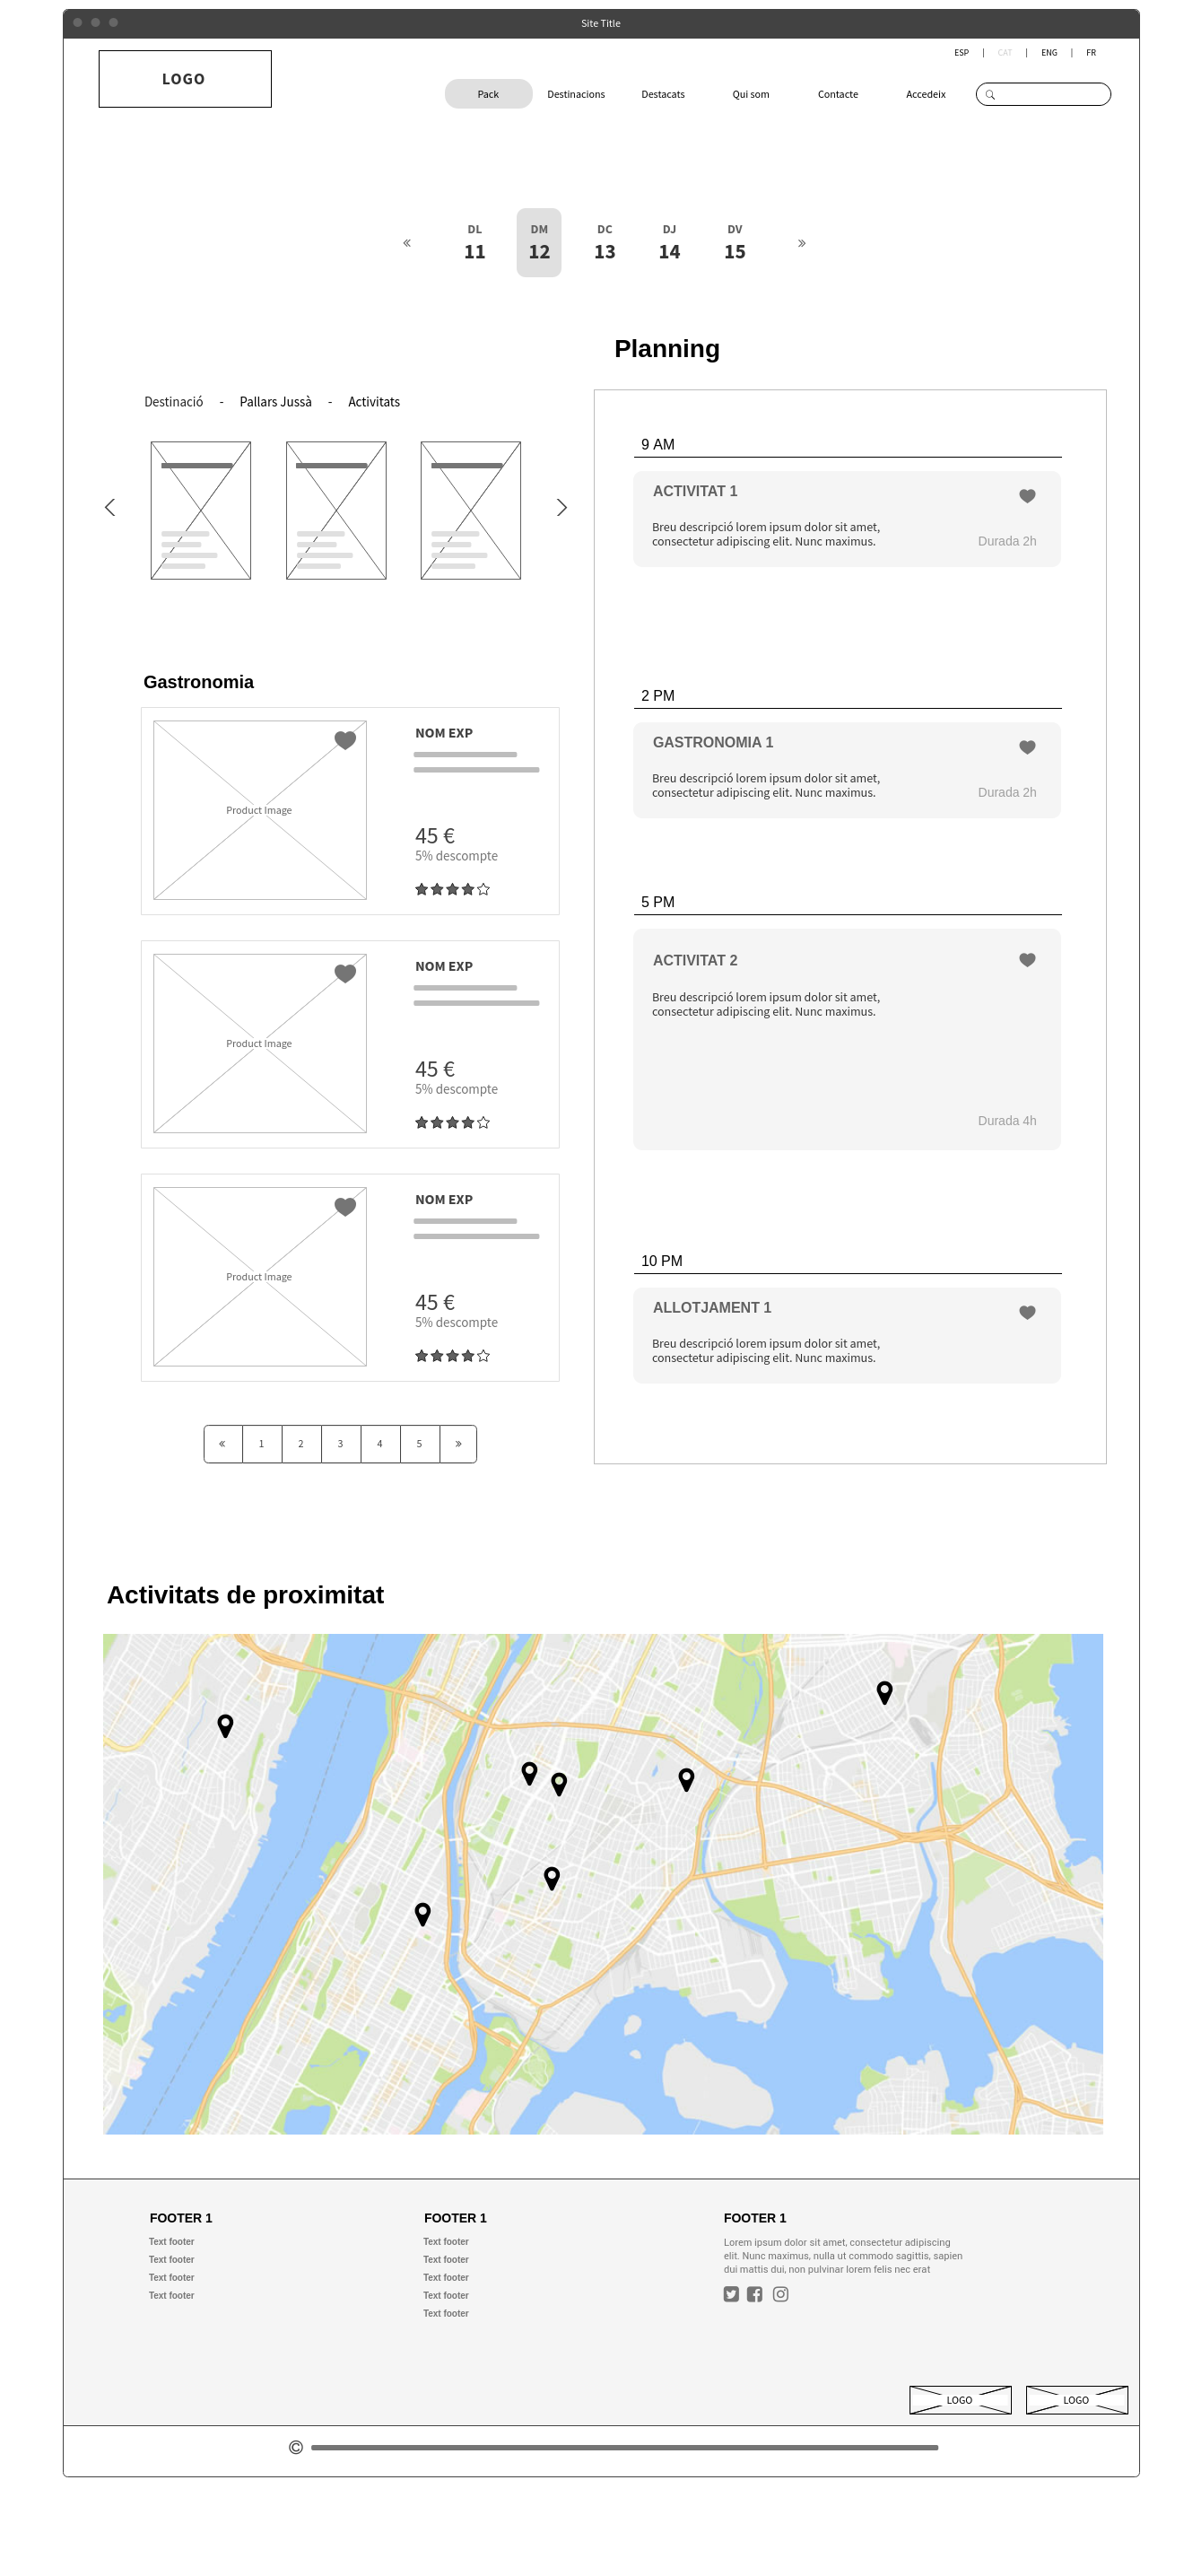 Site Title
LOGO
ESP | CAT | ENG | FR
Pack Destinacions Destacats Qui som Contacte Accedeix
« DL DM DC DJ DV »
11 12 13 14 15
Planning
Destinació - Pallars Jussà - Activitats
9 AM
ACTIVITAT 1
Breu descripció lorem ipsum dolor sit amet,
consectetur adipiscing elit. Nunc maximus.
Durada 2h
2 PM
GASTRONOMIA 1
Breu descripció lorem ipsum dolor sit amet,
consectetur adipiscing elit. Nunc maximus.
Durada 2h
5 PM
ACTIVITAT 2
Breu descripció lorem ipsum dolor sit amet,
consectetur adipiscing elit. Nunc maximus.
Durada 4h
10 PM
ALLOTJAMENT 1
Breu descripció lorem ipsum dolor sit amet,
consectetur adipiscing elit. Nunc maximus.
Gastronomia
Product Image
NOM EXP
45 €
5% descompte
Product Image
NOM EXP
45 €
5% descompte
Product Image
NOM EXP
45 €
5% descompte
« 1 2 3 4 5 »
Activitats de proximitat
FOOTER 1
Text footer
Text footer
Text footer
Text footer
FOOTER 1
Text footer
Text footer
Text footer
Text footer
Text footer
FOOTER 1
Lorem ipsum dolor sit amet, consectetur adipiscing
elit. Nunc maximus, nulla ut commodo sagittis, sapien
dui mattis dui, non pulvinar lorem felis nec erat
LOGO LOGO
©